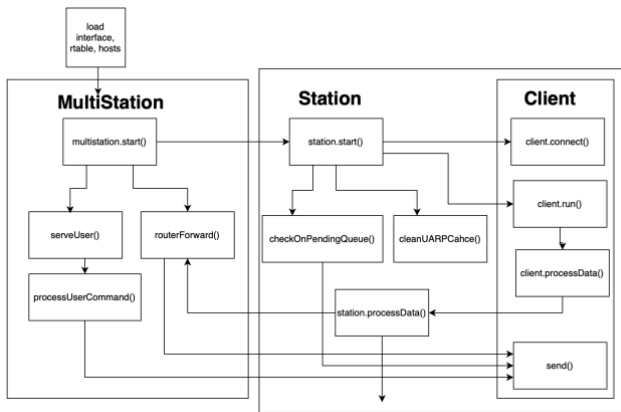 load
interface,
rtable, hosts
MultiStation
Station
Client
multistation.start()
station.start()
client.connect()
client.run()
serveUser()
routerForward()
checkOnPendingQueue()
cleanUARPCahce()
client.processData()
processUserCommand()
station.processData()
send()